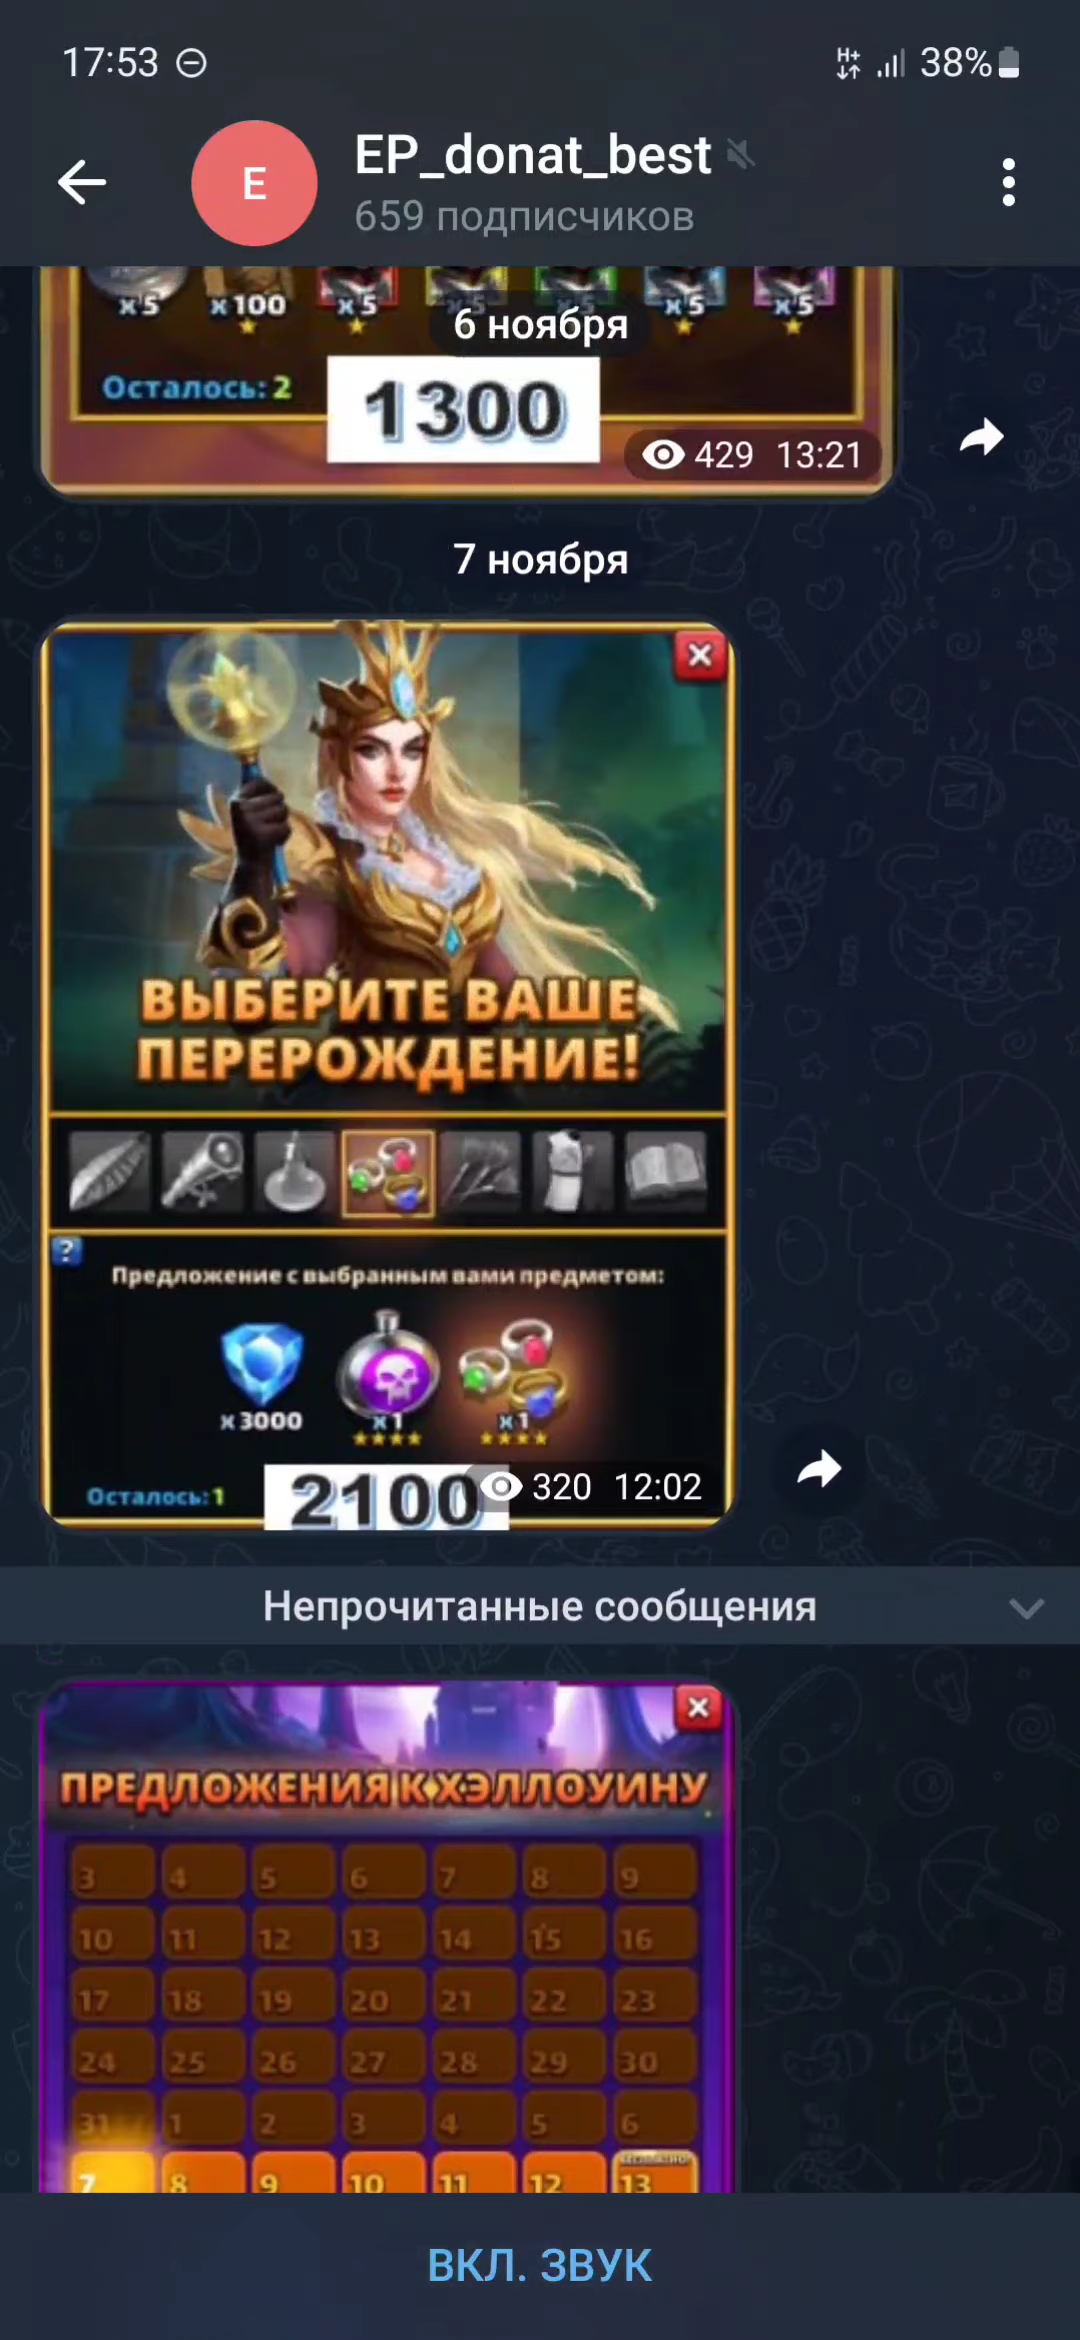 17:53
H+ 38%
E
EP_donat_best
659 подписчиков
x5 x100 x5 x5 x5 x5 x5
6 ноября
Осталось: 2
1300
429 13:21
7 ноября
ВЫБЕРИТЕ ВАШЕ
ПЕРЕРОЖДЕНИЕ!
?
Предложение с выбранным вами предметом:
x3000 x1 x1
Осталось: 1
2100
320 12:02
Непрочитанные сообщения
ПРЕДЛОЖЕНИЯ К ХЭЛЛОУИНУ
3 4 5 6 7 8 9
10 11 12 13 14 15 16
17 18 19 20 21 22 23
24 25 26 27 28 29 30
31 1 2 3 4 5 6
БЕСПЛАТНО!
7 8 9 10 11 12 13
ВКЛ. ЗВУК